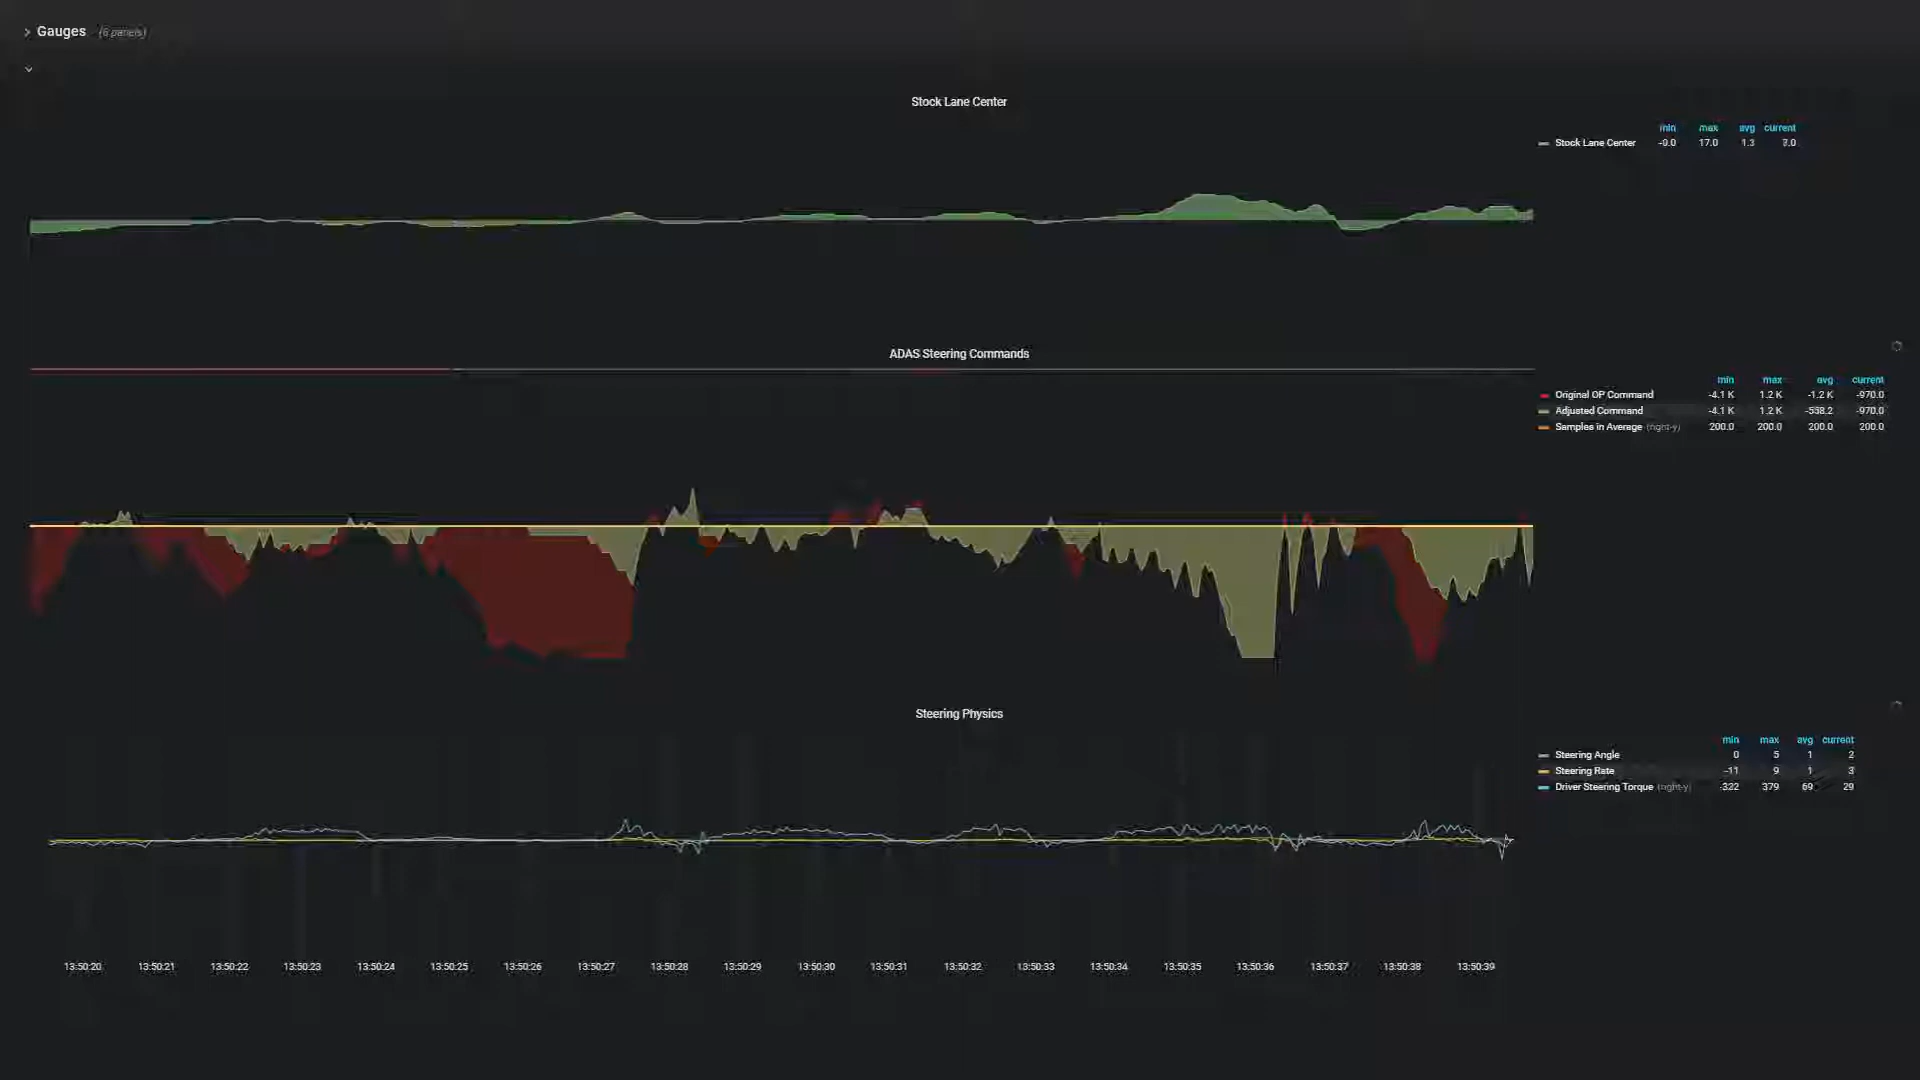 Gauges (6 panels)
Stock Lane Center
min max avg current
Stock Lane Center -9.0 17.0 1.3 7.0
ADAS Steering Commands
min max avg current
Original OP Command -4.1 K 1.2 K -1.2 K -970.0
Adjusted Command -4.1 K 1.2 K -538.2 -970.0
Samples in Average (right-y) 200.0 200.0 200.0 200.0
Steering Physics
min max avg current
Steering Angle 0 5 1 2
Steering Rate -11 9 1 3
Driver Steering Torque (right-y) -322 379 69 29
13:50:20 13:50:21 13:50:22 13:50:23 13:50:24 13:50:25 13:50:26 13:50:27 13:50:28 13:50:29 13:50:30 13:50:31 13:50:32 13:50:33 13:50:34 13:50:35 13:50:36 13:50:37 13:50:38 13:50:39